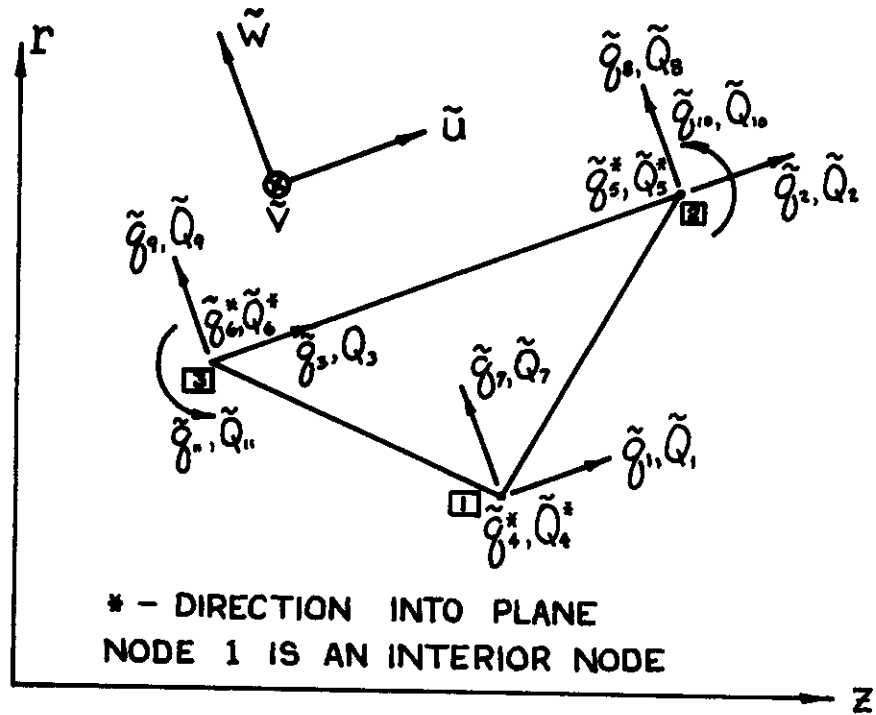 r
w̃
ũ
ṽ
q̃₈, Q̃₈
q̃₁₀, Q̃₁₀
q̃₅*, Q̃₅*
q̃₂, Q̃₂
2
q̃₉, Q̃₉
q̃₆*, Q̃₆*
q̃₃, Q₃
3
q̃₁₁, Q̃₁₁
q̃₇, Q̃₇
q̃₁, Q̃₁
1
q̃₄*, Q̃₄*
* - DIRECTION INTO PLANE
NODE 1 IS AN INTERIOR NODE
z